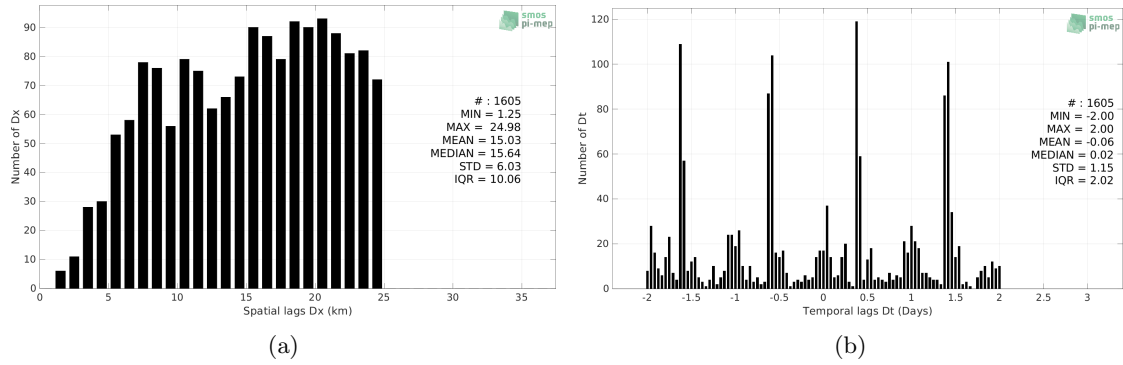 smos
pi-mep
90
80
70
60
50
40
30
20
10
0
Number of Dx
# : 1605
MIN = 1.25
MAX = 24.98
MEAN = 15.03
MEDIAN = 15.64
STD = 6.03
IQR = 10.06
0 5 10 15 20 25 30 35
Spatial lags Dx (km)
(a)
smos
pi-mep
120
100
80
60
40
20
0
Number of Dt
# : 1605
MIN = -2.00
MAX = 2.00
MEAN = -0.06
MEDIAN = 0.02
STD = 1.15
IQR = 2.02
-2 -1.5 -1 -0.5 0 0.5 1 1.5 2 2.5 3
Temporal lags Dt (Days)
(b)